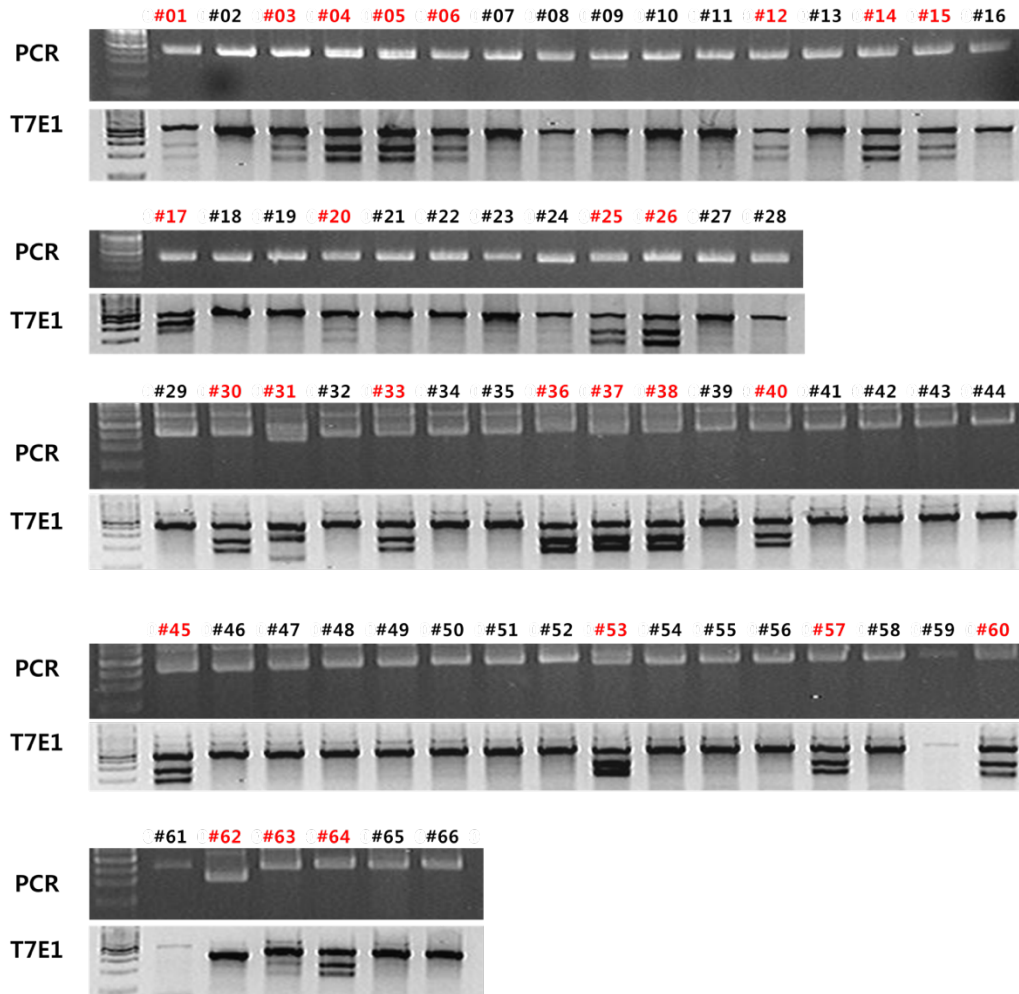 #01 #02 #03 #04 #05 #06 #07 #08 #09 #10 #11 #12 #13 #14 #15 #16
PCR
T7E1
#17 #18 #19 #20 #21 #22 #23 #24 #25 #26 #27 #28
PCR
T7E1
#29 #30 #31 #32 #33 #34 #35 #36 #37 #38 #39 #40 #41 #42 #43 #44
PCR
T7E1
#45 #46 #47 #48 #49 #50 #51 #52 #53 #54 #55 #56 #57 #58 #59 #60
PCR
T7E1
#61 #62 #63 #64 #65 #66
PCR
T7E1